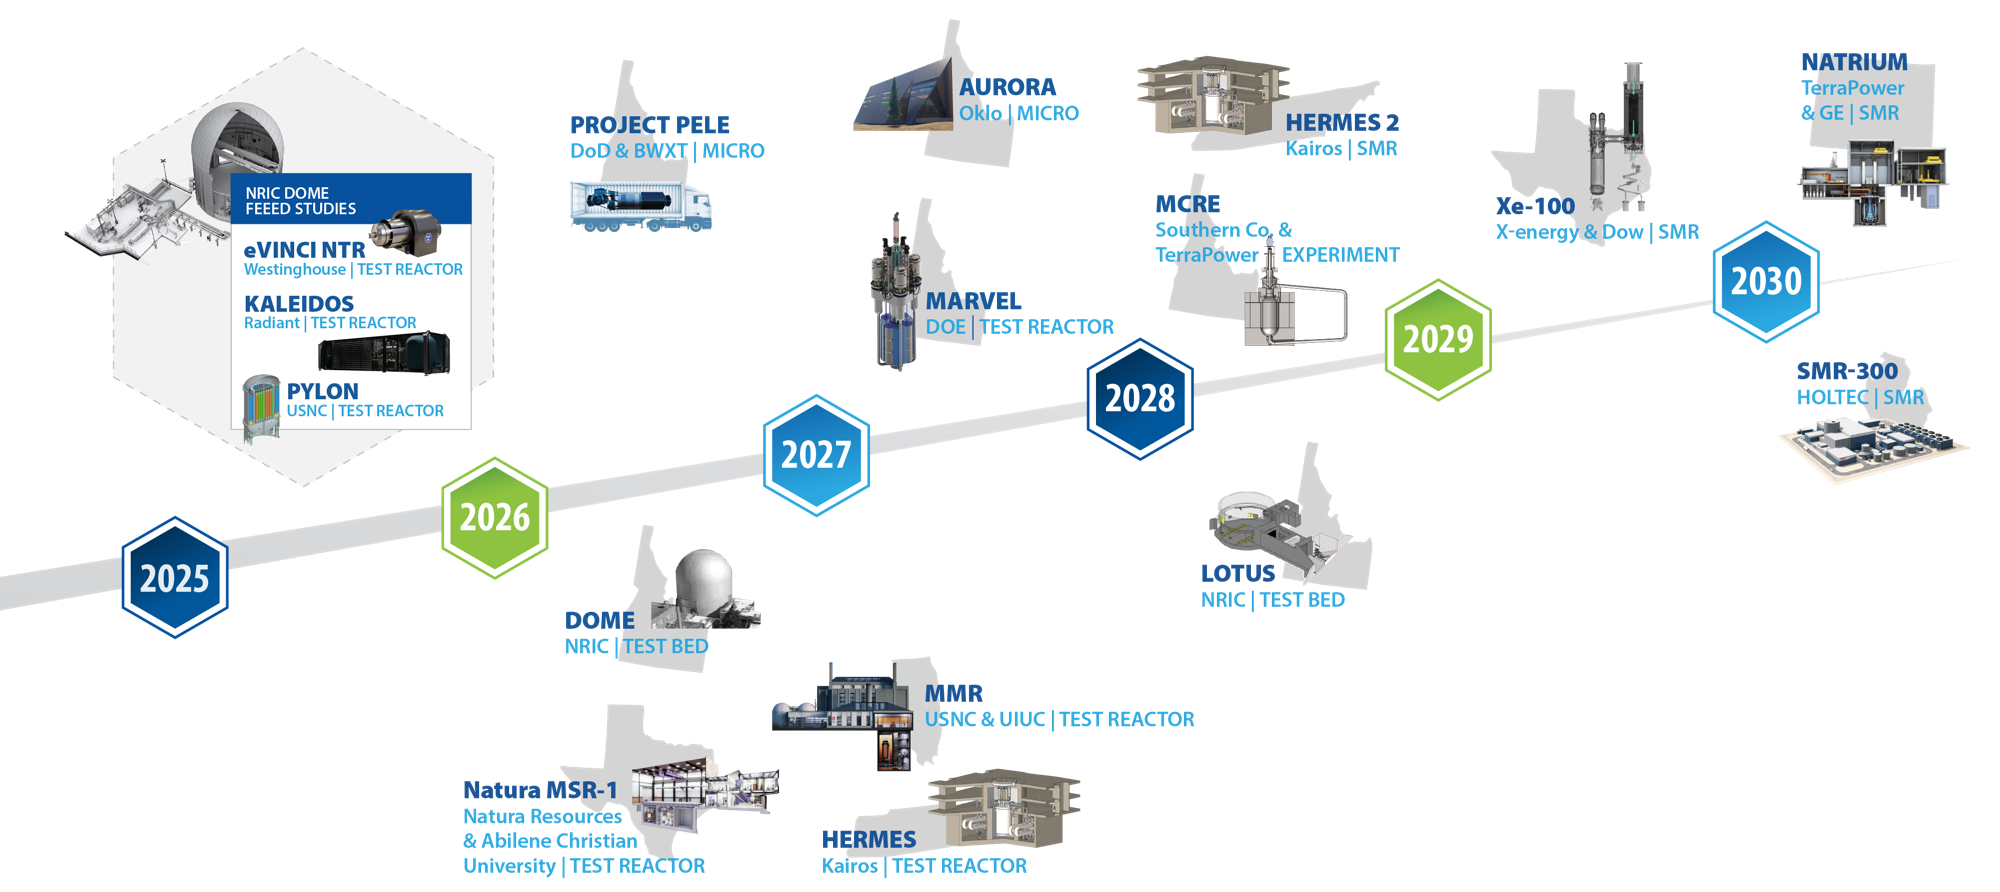 NRIC DOME
FEEED STUDIES
eVINCI NTR
Westinghouse | TEST REACTOR
KALEIDOS
Radiant | TEST REACTOR
PYLON
USNC | TEST REACTOR
2025
2026
PROJECT PELE
DoD & BWXT | MICRO
DOME
NRIC | TEST BED
Natura MSR-1
Natura Resources
& Abilene Christian
University | TEST REACTOR
2027
AURORA
Oklo | MICRO
MARVEL
DOE | TEST REACTOR
MMR
USNC & UIUC | TEST REACTOR
HERMES
Kairos | TEST REACTOR
2028
HERMES 2
Kairos | SMR
MCRE
Southern Co. &
TerraPower | EXPERIMENT
LOTUS
NRIC | TEST BED
2029
Xe-100
X-energy & Dow | SMR
2030
NATRIUM
TerraPower
& GE | SMR
SMR-300
HOLTEC | SMR